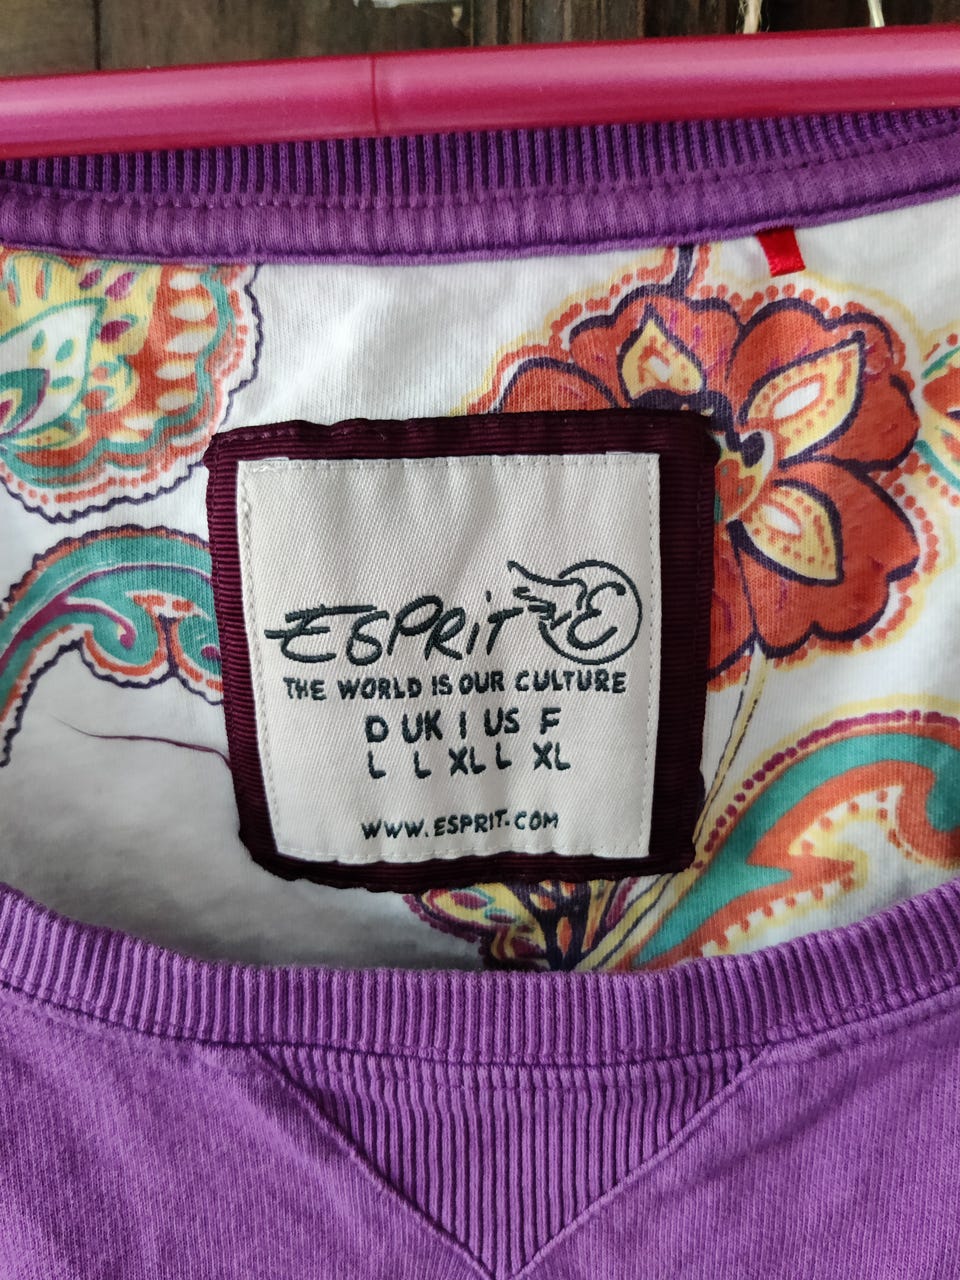 ESPRIT E
THE WORLD IS OUR CULTURE
D UK I US F
L L XL L XL
WWW.ESPRIT.COM